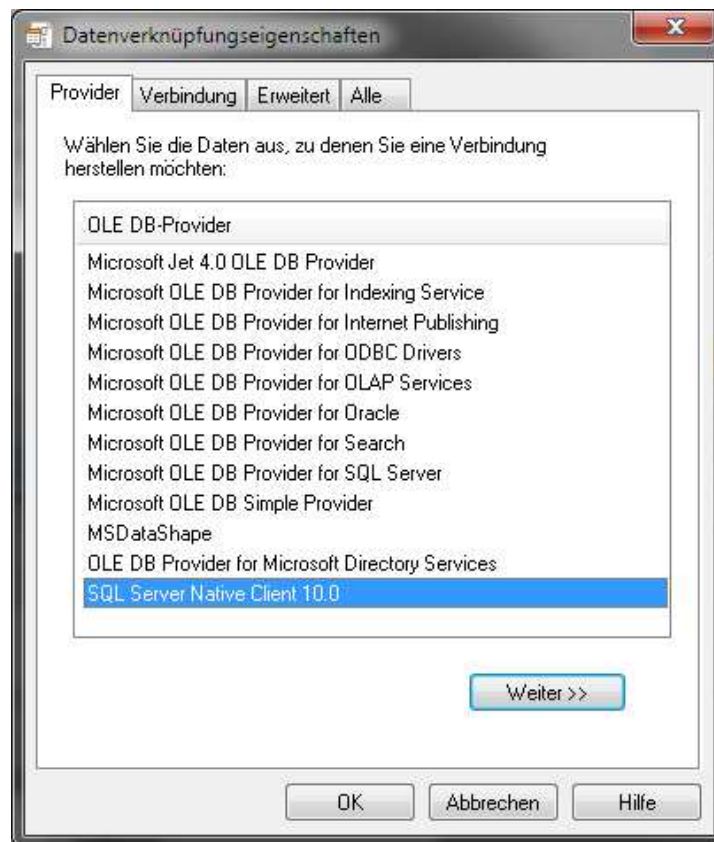 Datenverknüpfungseigenschaften
Provider Verbindung Erweitert Alle
Wählen Sie die Daten aus, zu denen Sie eine Verbindung
herstellen möchten:
OLE DB-Provider
Microsoft Jet 4.0 OLE DB Provider
Microsoft OLE DB Provider for Indexing Service
Microsoft OLE DB Provider for Internet Publishing
Microsoft OLE DB Provider for ODBC Drivers
Microsoft OLE DB Provider for OLAP Services
Microsoft OLE DB Provider for Oracle
Microsoft OLE DB Provider for Search
Microsoft OLE DB Provider for SQL Server
Microsoft OLE DB Simple Provider
MSDataShape
OLE DB Provider for Microsoft Directory Services
SQL Server Native Client 10.0
Weiter >>
OK Abbrechen Hilfe